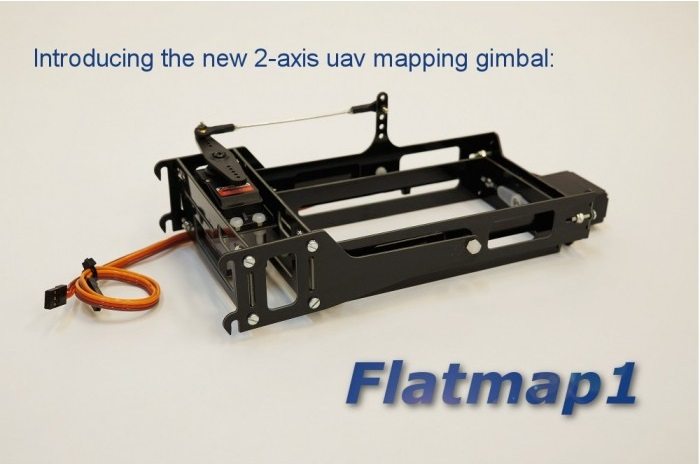 Introducing the new 2-axis uav mapping gimbal:
Flatmap1